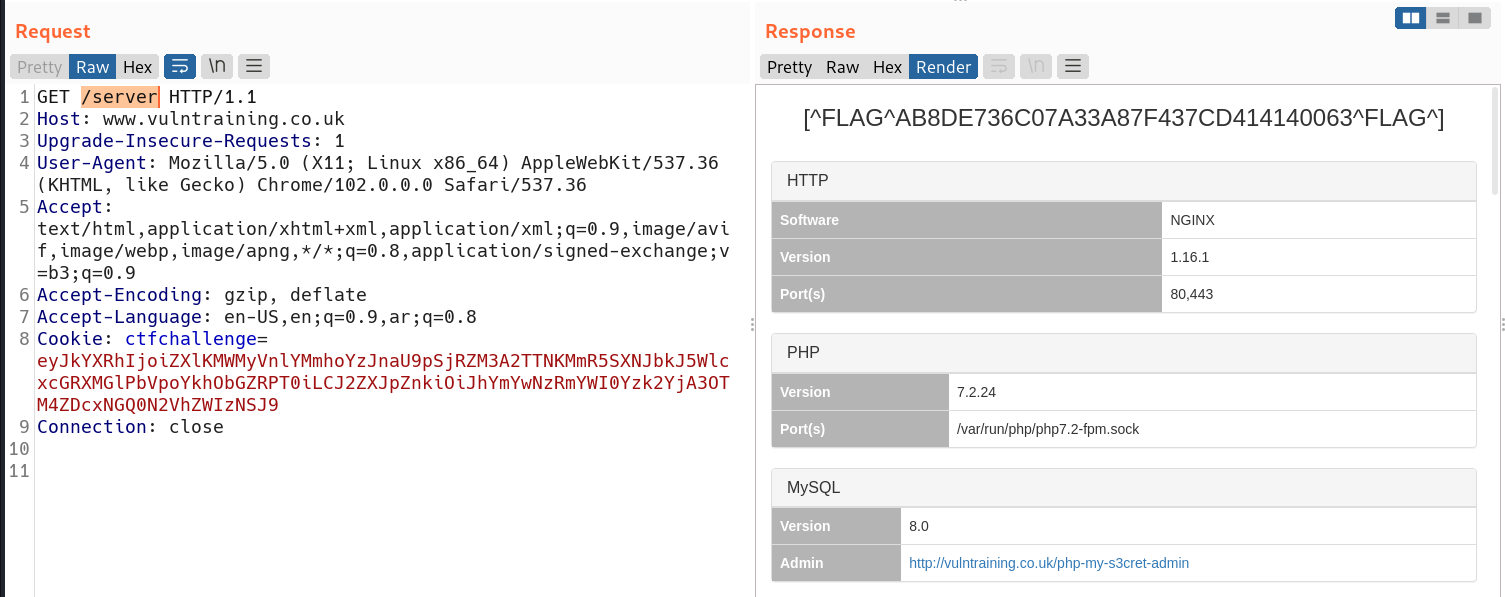 Request
Pretty Raw Hex \n
1 GET /server HTTP/1.1
2 Host: www.vulntraining.co.uk
3 Upgrade-Insecure-Requests: 1
4 User-Agent: Mozilla/5.0 (X11; Linux x86_64) AppleWebKit/537.36
(KHTML, like Gecko) Chrome/102.0.0.0 Safari/537.36
5 Accept:
text/html,application/xhtml+xml,application/xml;q=0.9,image/avi
f,image/webp,image/apng,*/*;q=0.8,application/signed-exchange;v
=b3;q=0.9
6 Accept-Encoding: gzip, deflate
7 Accept-Language: en-US,en;q=0.9,ar;q=0.8
8 Cookie: ctfchallenge=
eyJkYXRhIjoiZXlKMWMyVnlYMmhoYzJnaU9pSjRZM3A2TTNKMmR5SXNJbkJ5Wlc
xcGRXMGlPbVpoYkhObGZRPT0iLCJ2ZXJpZnkiOiJhYmYwNzRmYWI0Yzk2YjA3OT
M4ZDcxNGQ0N2VhZWIzNSJ9
9 Connection: close
10
11
Response
Pretty Raw Hex Render \n
[^FLAG^AB8DE736C07A33A87F437CD414140063^FLAG^]
HTTP
Software NGINX
Version 1.16.1
Port(s) 80,443
PHP
Version 7.2.24
Port(s) /var/run/php/php7.2-fpm.sock
MySQL
Version 8.0
Admin http://vulntraining.co.uk/php-my-s3cret-admin